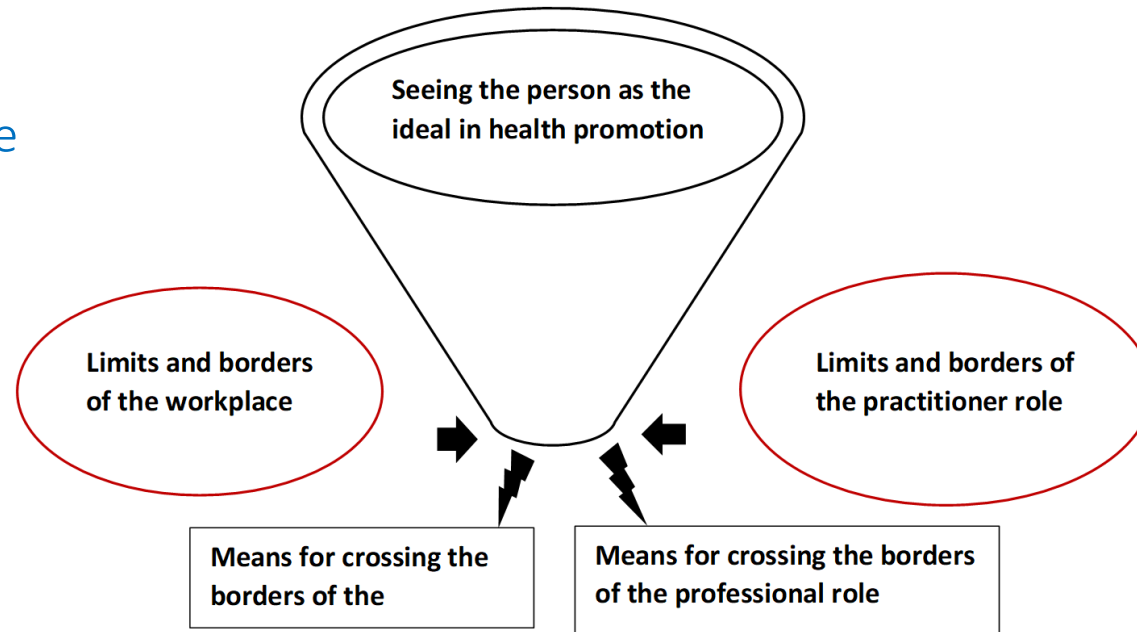 Seeing the person as the
ideal in health promotion
e
Limits and borders
of the workplace
Limits and borders of
the practitioner role
Means for crossing the
borders of the
Means for crossing the borders
of the professional role